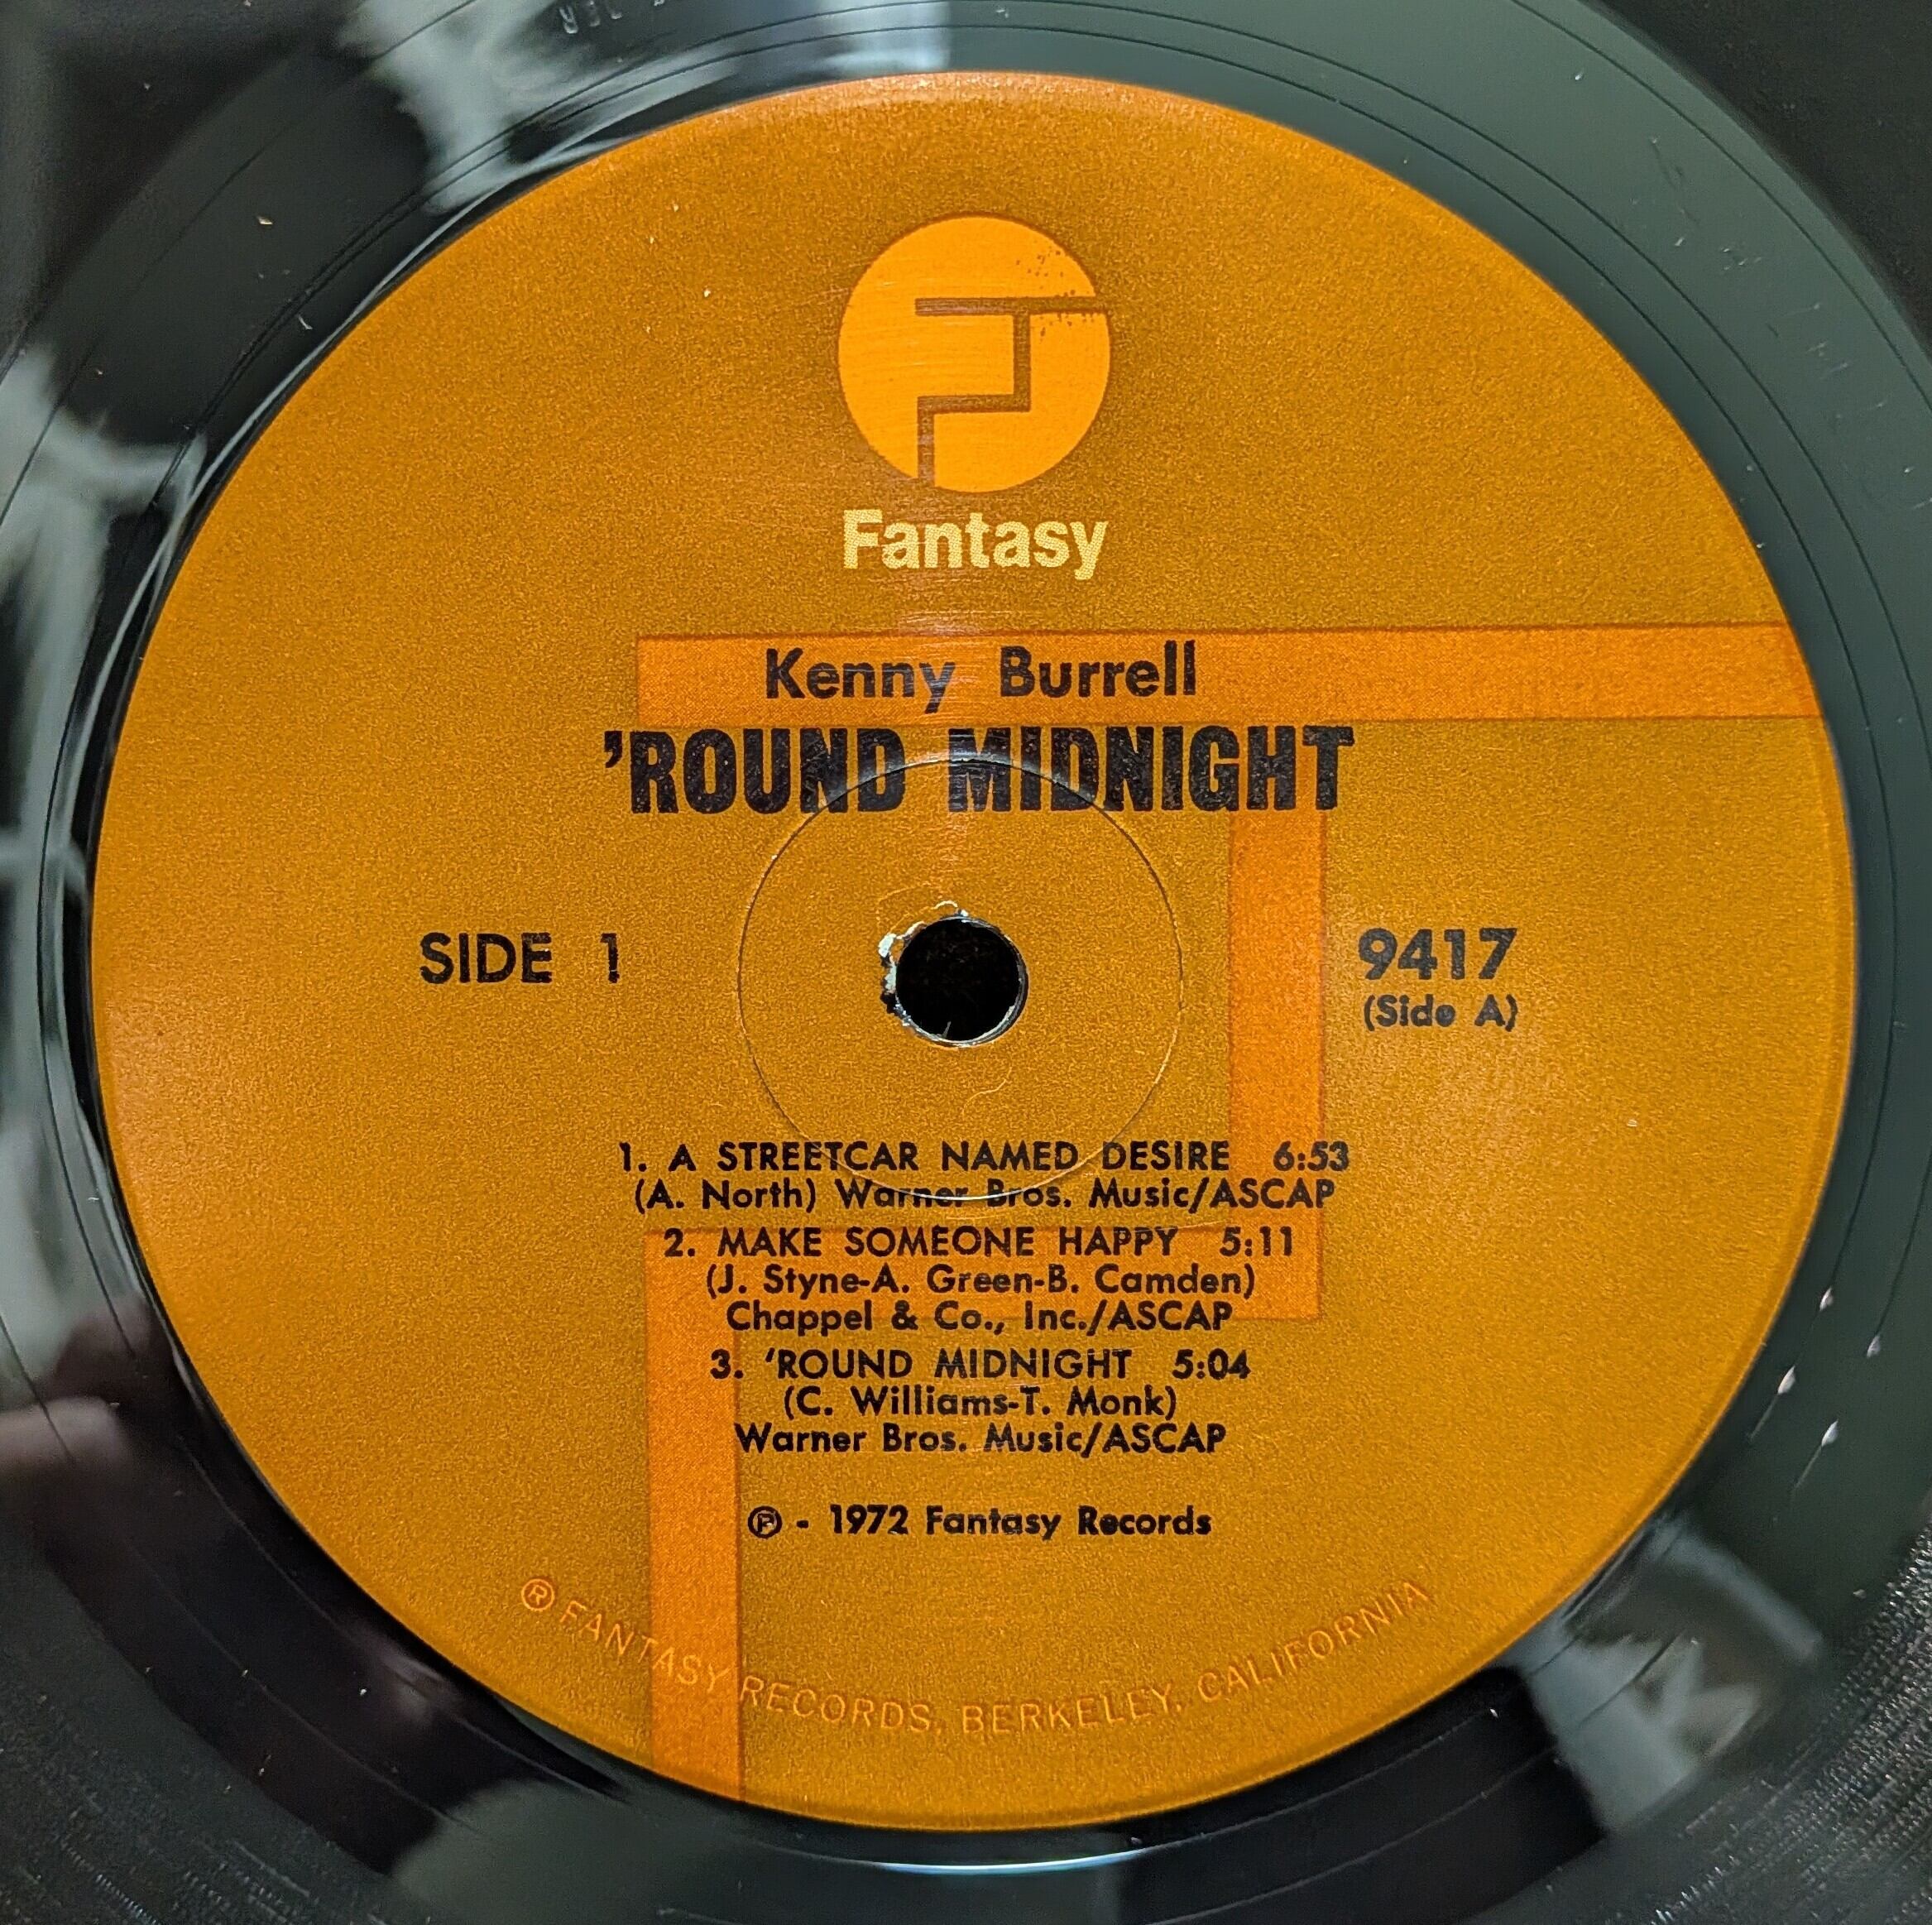 Fantasy
Kenny Burrell
'ROUND MIDNIGHT
SIDE 1
9417
(Side A)
1. A STREETCAR NAMED DESIRE 6:53
(A. North) Warner Bros. Music/ASCAP
2. MAKE SOMEONE HAPPY 5:11
(J. Styne-A. Green-B. Camden)
Chappel & Co., Inc./ASCAP
3. 'ROUND MIDNIGHT 5:04
(C. Williams-T. Monk)
Warner Bros. Music/ASCAP
℗ - 1972 Fantasy Records
® FANTASY RECORDS, BERKELEY, CALIFORNIA